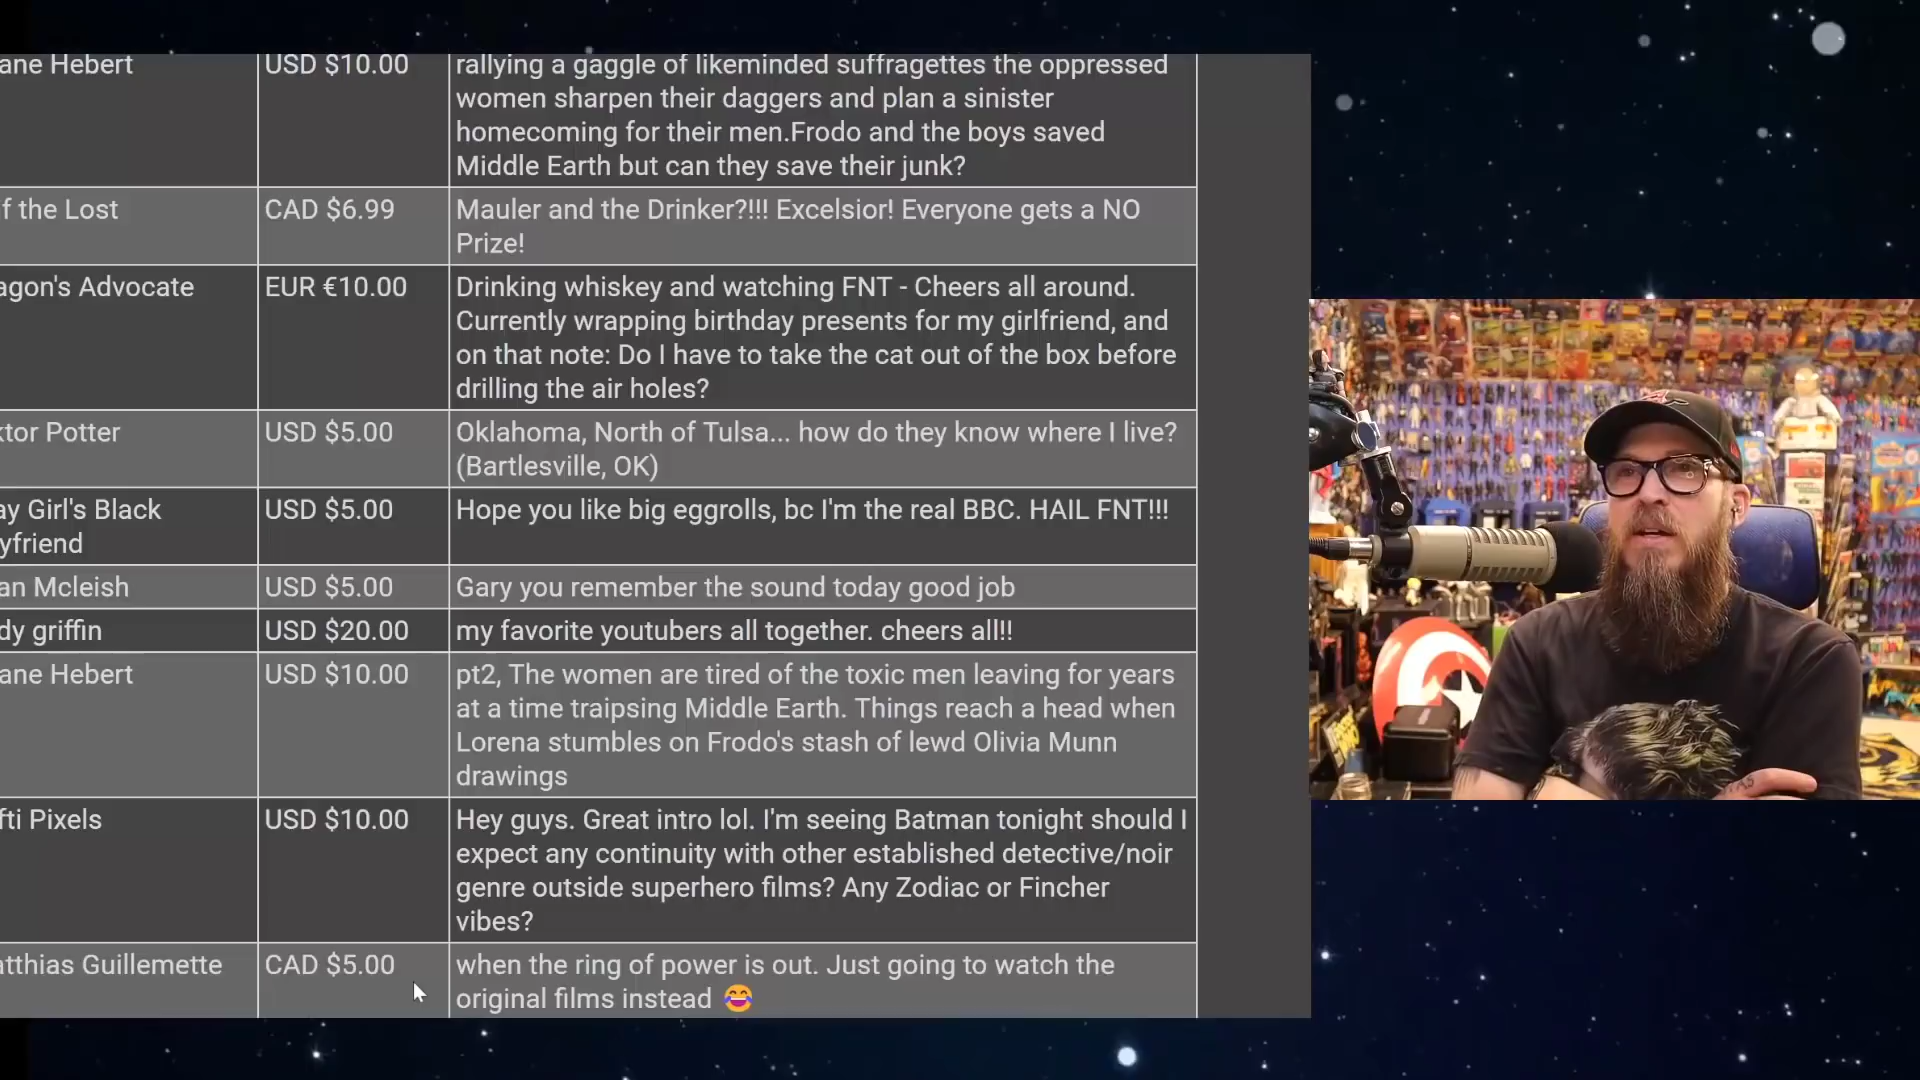 ane Hebert
USD $10.00
rallying a gaggle of likeminded suffragettes the oppressed
women sharpen their daggers and plan a sinister
homecoming for their men.Frodo and the boys saved
Middle Earth but can they save their junk?
f the Lost
CAD $6.99
Mauler and the Drinker?!!! Excelsior! Everyone gets a NO
Prize!
agon's Advocate
EUR €10.00
Drinking whiskey and watching FNT - Cheers all around.
Currently wrapping birthday presents for my girlfriend, and
on that note: Do I have to take the cat out of the box before
drilling the air holes?
ktor Potter
USD $5.00
Oklahoma, North of Tulsa... how do they know where I live?
(Bartlesville, OK)
ay Girl's Black
yfriend
USD $5.00
Hope you like big eggrolls, bc I'm the real BBC. HAIL FNT!!!
an Mcleish
USD $5.00
Gary you remember the sound today good job
dy griffin
USD $20.00
my favorite youtubers all together. cheers all!!
ane Hebert
USD $10.00
pt2, The women are tired of the toxic men leaving for years
at a time traipsing Middle Earth. Things reach a head when
Lorena stumbles on Frodo's stash of lewd Olivia Munn
drawings
fti Pixels
USD $10.00
Hey guys. Great intro lol. I'm seeing Batman tonight should I
expect any continuity with other established detective/noir
genre outside superhero films? Any Zodiac or Fincher
vibes?
atthias Guillemette
CAD $5.00
when the ring of power is out. Just going to watch the
original films instead 😂